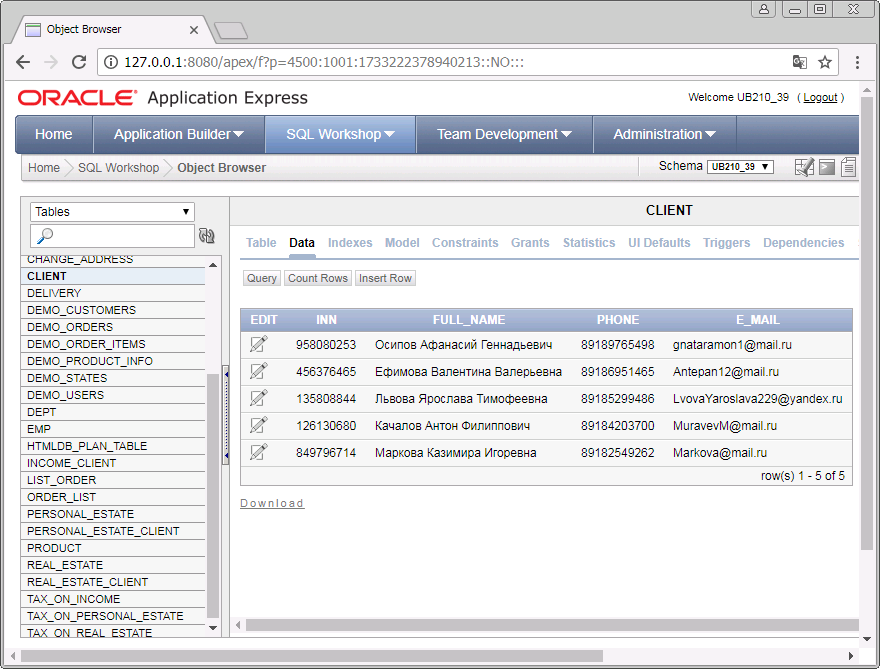 Object Browser
127.0.0.1:8080/apex/f?p=4500:1001:1733222378940213::NO:::
ORACLE® Application Express
Welcome UB210_39 ( Logout )
Home Application Builder SQL Workshop Team Development Administration
Home SQL Workshop Object Browser
Schema UB210_39
Tables
CHANGE_ADDRESS
CLIENT
DELIVERY
DEMO_CUSTOMERS
DEMO_ORDERS
DEMO_ORDER_ITEMS
DEMO_PRODUCT_INFO
DEMO_STATES
DEMO_USERS
DEPT
EMP
HTMLDB_PLAN_TABLE
INCOME_CLIENT
LIST_ORDER
ORDER_LIST
PERSONAL_ESTATE
PERSONAL_ESTATE_CLIENT
PRODUCT
REAL_ESTATE
REAL_ESTATE_CLIENT
TAX_ON_INCOME
TAX_ON_PERSONAL_ESTATE
TAX_ON_REAL_ESTATE
CLIENT
Table Data Indexes Model Constraints Grants Statistics UI Defaults Triggers Dependencies
Query Count Rows Insert Row
EDIT INN FULL_NAME PHONE E_MAIL
958080253 Осипов Афанасий Геннадьевич 89189765498 gnataramon1@mail.ru
456376465 Ефимова Валентина Валерьевна 89186951465 Antepan12@mail.ru
135808844 Львова Ярослава Тимофеевна 89185299486 LvovaYaroslava229@yandex.ru
126130680 Качалов Антон Филиппович 89184203700 MuravevM@mail.ru
849796714 Маркова Казимира Игоревна 89182549262 Markova@mail.ru
row(s) 1 - 5 of 5
Download